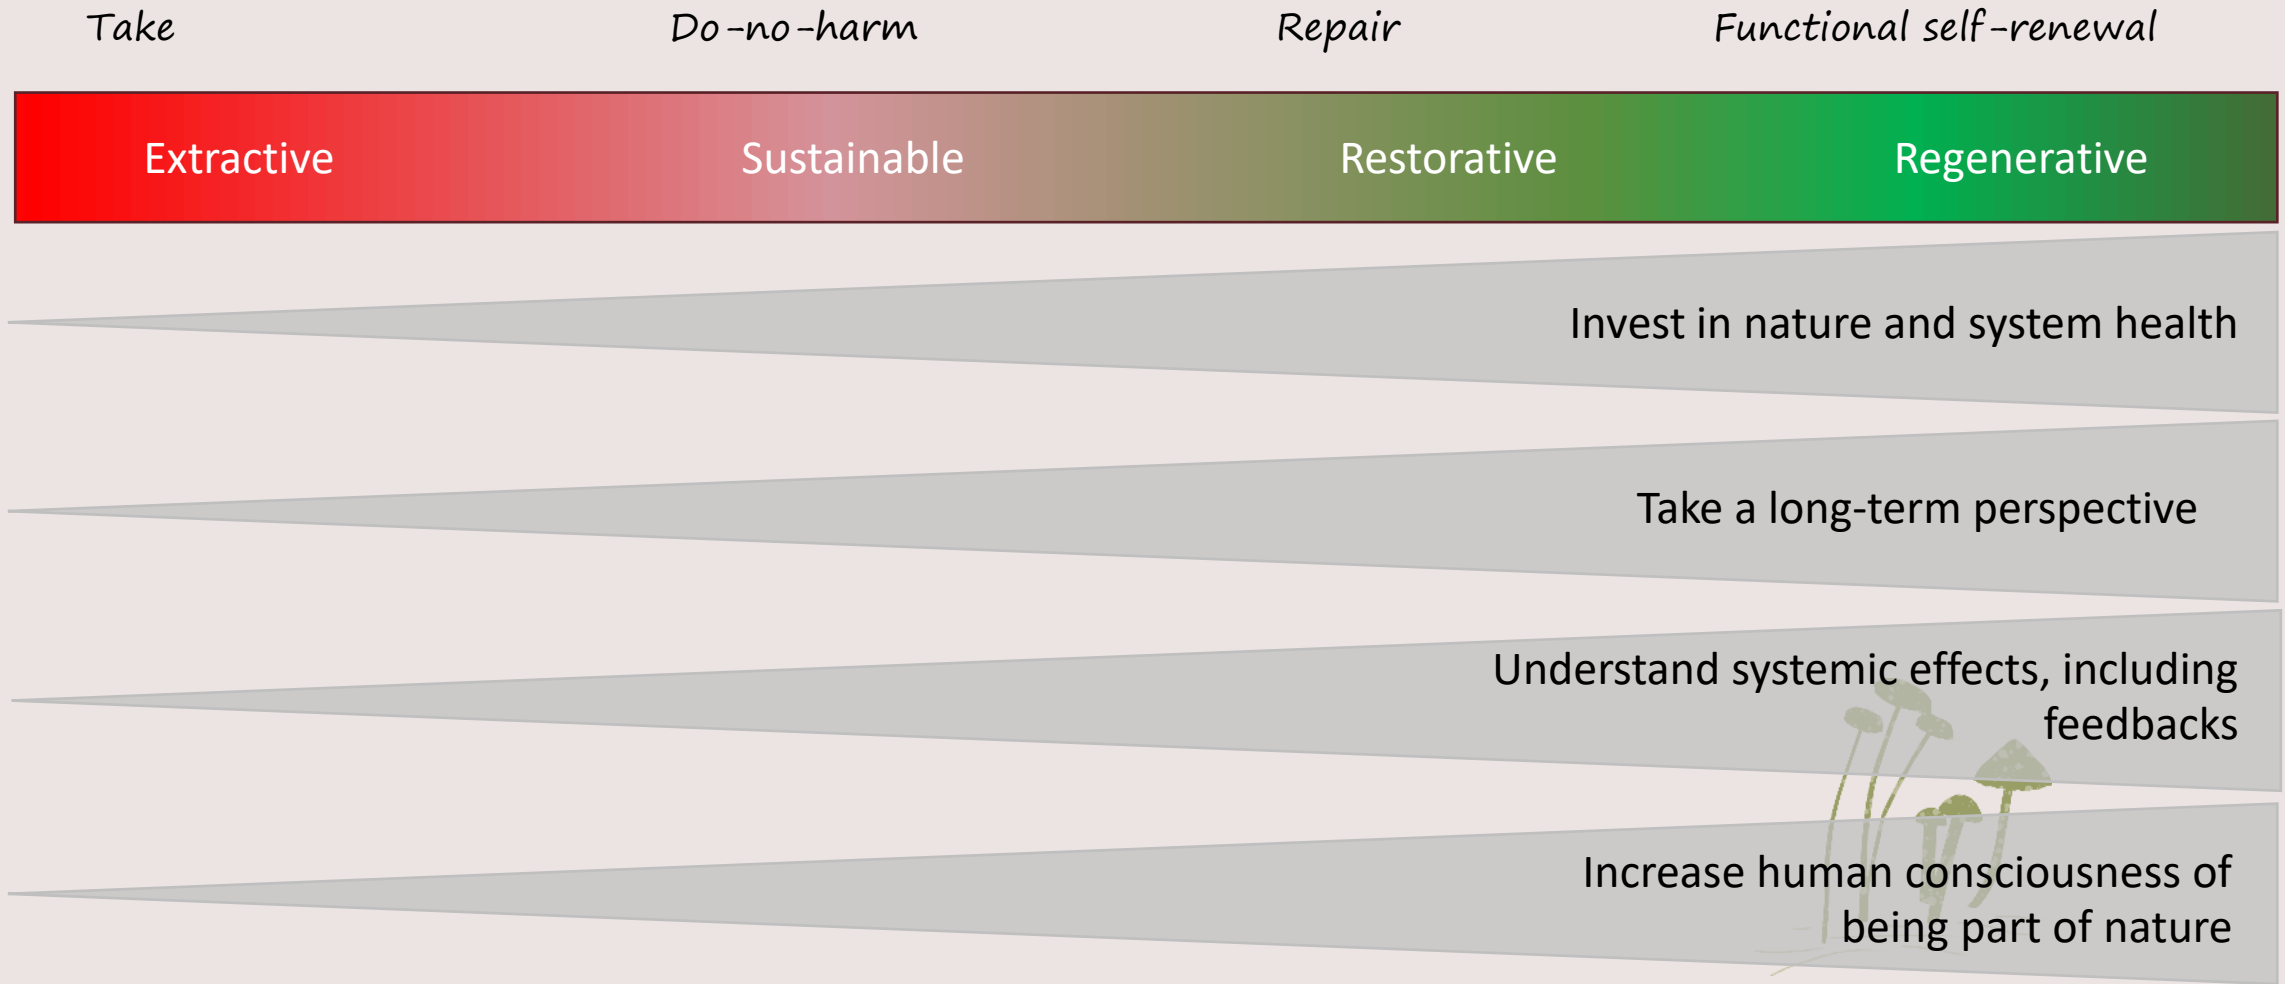 Take
Do-no-harm
Repair
Functional self-renewal
Extractive
Sustainable
Restorative
Regenerative
Invest in nature and system health
Take a long-term perspective
Understand systemic effects, including
feedbacks
Increase human consciousness of
being part of nature